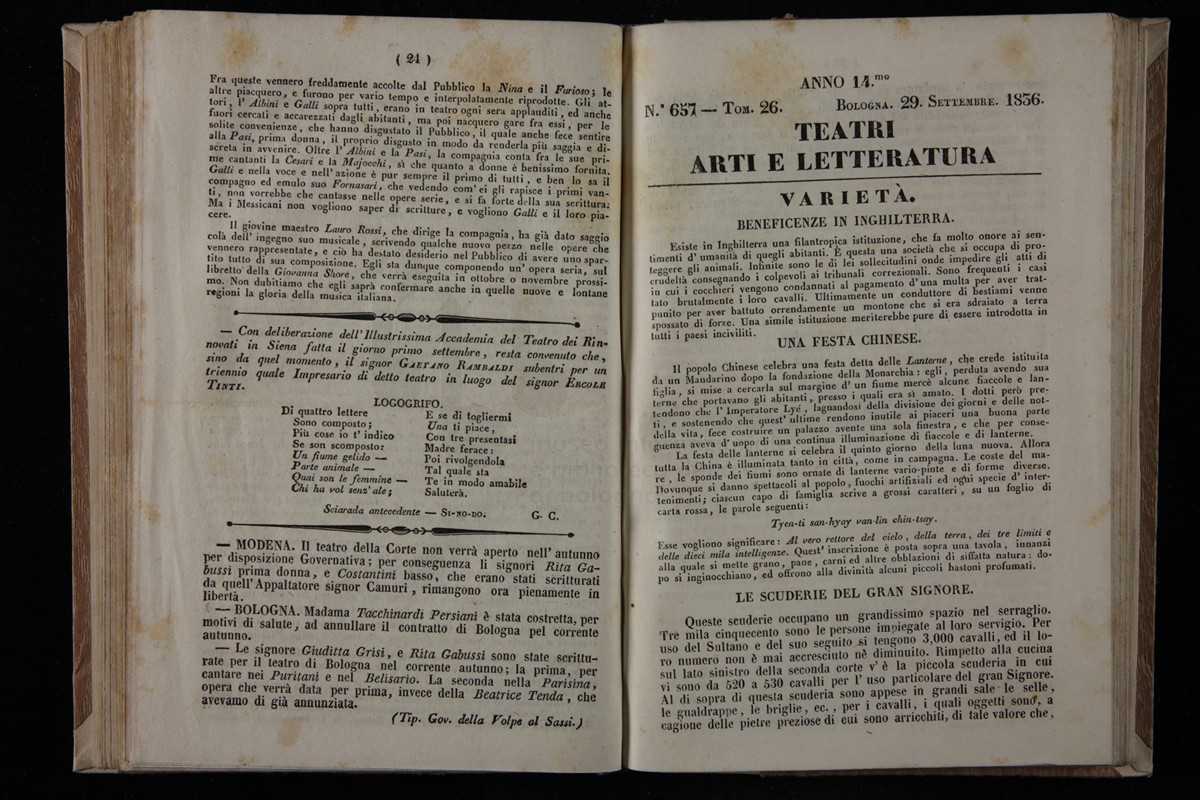 ( 24 )
Fra queste vennero freddamente accolte dal Pubblico la Nina e il Furioso; le
altre piacquero, e furono per vario tempo e interpolatamente riprodotte. Gli at-
tori, l' Albini e Galli sopra tutti, erano in teatro ogni sera applauditi, ed anche
fuori cercati e accarezzati dagli abitanti, ma poi nacquero gare fra essi, per le
solite convenienze, che hanno disgustato il Pubblico, il quale anche fece sentire
alla Pasi, prima donna, il proprio disgusto in modo da renderla più saggia e di-
screta in avvenire. Oltre l' Albini e la Pasi, la compagnia conta fra le sue pri-
me cantanti la Cesari e la Majocchi, sì che quanto a donne è benissimo fornita.
Galli e nella voce e nell'azione è pur sempre il primo di tutti, e ben lo sa il
compagno ed emulo suo Fornasari, che vedendo com' ei gli rapisce i primi van-
ti, non vorrebbe che cantasse nelle opere serie, e si fa forte della sua scrittura:
Ma i Messicani non vogliono saper di scritture, e vogliono Galli e il loro pia-
cere.
Il giovine maestro Lauro Rossi, che dirige la compagnia, ha già dato saggio
colà dell' ingegno suo musicale, scrivendo qualche nuovo pezzo nelle opere che
vennero rappresentate, e ciò ha destato desiderio nel Pubblico di avere uno spar-
tito tutto di sua composizione. Egli sta dunque componendo un' opera seria, sul
libretto della Giovanna Shore, che verrà eseguita in ottobre o novembre prossi-
mo. Non dubitiamo che egli saprà confermare anche in quelle nuove e lontane
regioni la gloria della musica italiana.
— Con deliberazione dell'Illustrissima Accademia del Teatro dei Rin-
novati in Siena fatta il giorno primo settembre, resta convenuto che,
sino da quel momento, il signor GAETANO RAMBALDI subentri per un
triennio quale Impresario di detto teatro in luogo del signor ERCOLE
TINTI.
LOGOGRIFO.
Di quattro lettere
Sono composto;
Più cose io t' indico
Se son scomposto:
Un fiume gelido —
Parte animale —
Quai son le femmine —
Chi ha vol senz' ale;
E se di togliermi
Una ti piace,
Con tre presentasi
Madre ferace:
Poi rivolgendola
Tal quale sta
Te in modo amabile
Saluterà.
Sciarada antecedente — SI-NO-DO. G. C.
— MODENA. Il teatro della Corte non verrà aperto nell' autunno
per disposizione Governativa; per conseguenza li signori Rita Ga-
bussi prima donna, e Costantini basso, che erano stati scritturati
da quell'Appaltatore signor Camuri, rimangono ora pienamente in
libertà.
— BOLOGNA. Madama Tacchinardi Persiani è stata costretta, per
motivi di salute, ad annullare il contratto di Bologna pel corrente
autunno.
— Le signore Giuditta Grisi, e Rita Gabussi sono state scrittu-
rate per il teatro di Bologna nel corrente autunno; la prima, per
cantare nei Puritani e nel Belisario. La seconda nella Parisina,
opera che verrà data per prima, invece della Beatrice Tenda, che
avevamo di già annunziata.
(Tip. Gov. della Volpe al Sassi.)
ANNO 14.mo
N.° 657 — TOM. 26. BOLOGNA. 29. SETTEMBRE. 1836.
TEATRI
ARTI E LETTERATURA
VARIETÀ.
BENEFICENZE IN INGHILTERRA.
Esiste in Inghilterra una filantropica istituzione, che fa molto onore ai sen-
timenti d' umanità di quegli abitanti. È questa una società che si occupa di pro-
teggere gli animali. Infinite sono le di lei sollecitudini onde impedire gli atti di
crudeltà consegnando i colpevoli ai tribunali correzionali. Sono frequenti i casi
in cui i cocchieri vengono condannati al pagamento d'una multa per aver trat-
tato brutalmente i loro cavalli. Ultimamente un conduttore di bestiami venne
punito per aver battuto orrendamente un montone che si era sdraiato a terra
spossato di forze. Una simile istituzione meriterebbe pure di essere introdotta in
tutti i paesi inciviliti.
UNA FESTA CHINESE.
Il popolo Chinese celebra una festa detta delle Lanterne, che crede istituita
da un Maudarino dopo la fondazione della Monarchia: egli, perduta avendo sua
figlia, si mise a cercarla sul margine d' un fiume mercè alcune fiaccole e lan-
terne che portavano gli abitanti, presso i quali era sì amato. I dotti però pre-
tendono che l' Imperatore Lyé, lagnandosi della divisione dei giorni e delle not-
ti, e sostenendo che quest' ultime rendono inutile ai piaceri una buona parte
della vita, fece costruire un palazzo avente una sola finestra, e che per conse-
guenza aveva d' uopo di una continua illuminazione di fiaccole e di lanterne.
La festa delle lanterne si celebra il quinto giorno della luna nuova. Allora
tutta la China è illuminata tanto in città, come in campagna. Le coste del ma-
re, le sponde dei fiumi sono ornate di lanterne vario-pinte e di forme diverse.
Dovunque si danno spettacoli al popolo, fuochi artifiziali ed ogni specie d' inter-
tenimenti; ciascun capo di famiglia scrive a grossi caratteri, su un foglio di
carta rossa, le parole seguenti:
Tyen-ti san-hyay van-lin chin-tsay.
Esse vogliono significare: Al vero rettore del cielo, della terra, dei tre limiti e
delle dieci mila intelligenze. Quest' inscrizione è posta sopra una tavola, innanzi
alla quale si mette grano, pane, carni ed altre obblazioni di siffatta natura: do-
po si inginocchiano, ed offrono alla divinità alcuni piccoli bastoni profumati.
LE SCUDERIE DEL GRAN SIGNORE.
Queste scuderie occupano un grandissimo spazio nel serraglio.
Tre mila cinquecento sono le persone impiegate al loro servigio. Per
uso del Sultano e del suo seguito si tengono 3,000 cavalli, ed il lo-
ro numero non è mai accresciuto nè diminuito. Rimpetto alla cucina
sul lato sinistro della seconda corte v' è la piccola scuderia in cui
vi sono da 520 a 530 cavalli per l' uso particolare del gran Signore.
Al di sopra di questa scuderia sono appese in grandi sale le selle,
le gualdrappe, le briglie, ec., per i cavalli, i quali oggetti sono, a
cagione delle pietre preziose di cui sono arricchiti, di tale valore che,